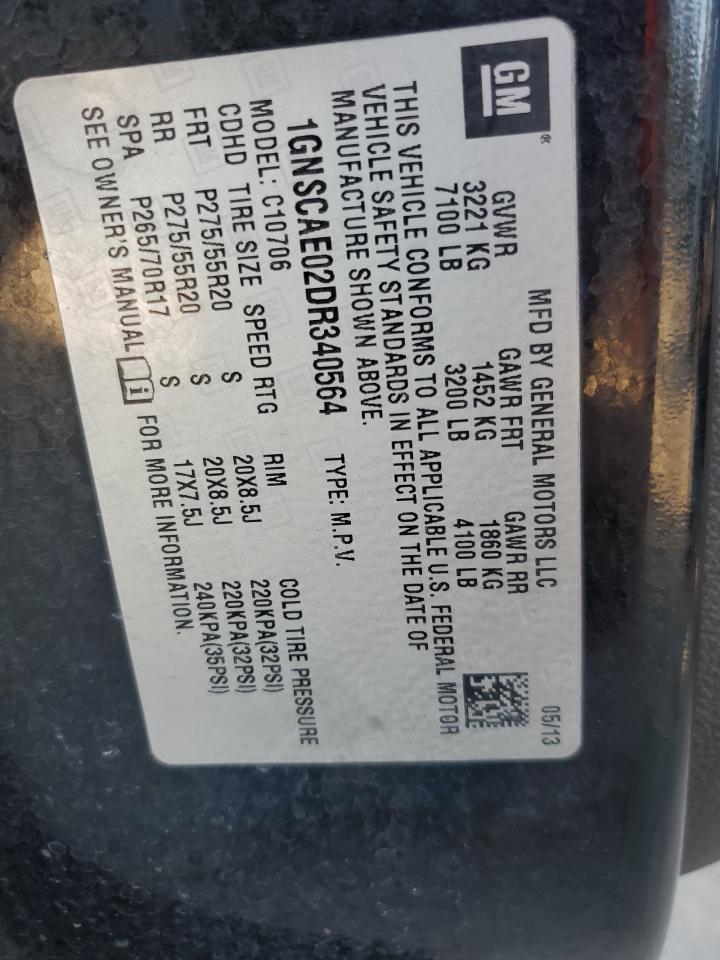 GM®
MFD BY GENERAL MOTORS LLC 05/13
GVWR GAWR FRT GAWR RR
3221 KG 1452 KG 1860 KG
7100 LB 3200 LB 4100 LB
THIS VEHICLE CONFORMS TO ALL APPLICABLE U.S. FEDERAL MOTOR
VEHICLE SAFETY STANDARDS IN EFFECT ON THE DATE OF
MANUFACTURE SHOWN ABOVE.
1GNSCAE02DR340564 TYPE: M.P.V.
MODEL: C10706
CDHD TIRE SIZE SPEED RTG RIM COLD TIRE PRESSURE
FRT P275/55R20 S 20X8.5J 220KPA(32PSI)
RR P275/55R20 S 20X8.5J 220KPA(32PSI)
SPA P265/70R17 S 17X7.5J 240KPA(35PSI)
SEE OWNER'S MANUAL i FOR MORE INFORMATION.